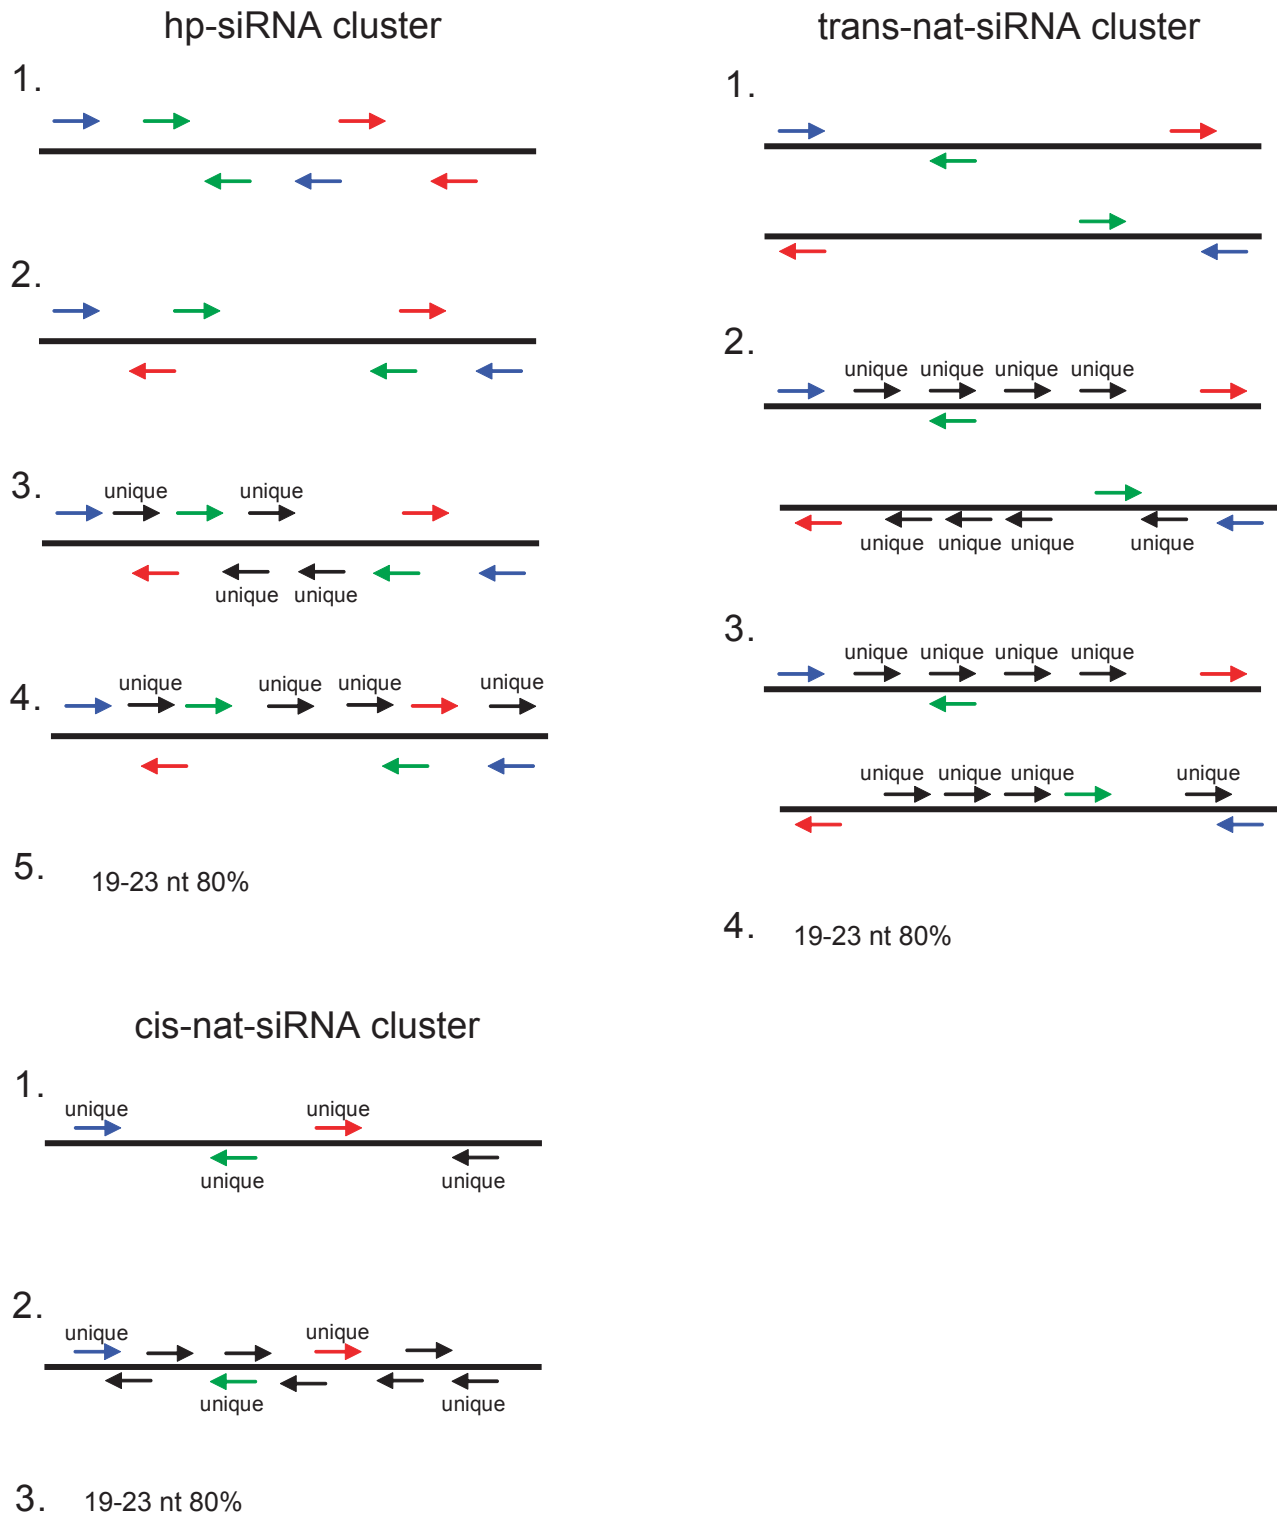 hp-siRNA cluster
1.
2.
3.
unique unique
unique unique
4.
unique unique unique unique
5. 19-23 nt 80%
cis-nat-siRNA cluster
1.
unique unique
unique unique
2.
unique unique
unique unique
3. 19-23 nt 80%
trans-nat-siRNA cluster
1.
2.
unique unique unique unique
unique unique unique unique
3.
unique unique unique unique
unique unique unique unique
4. 19-23 nt 80%